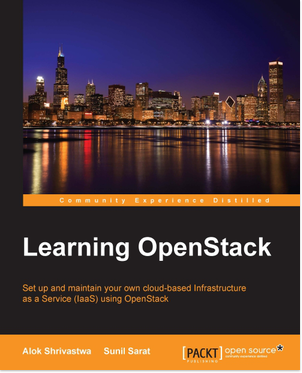 Community Experience Distilled
Learning OpenStack
Set up and maintain your own cloud-based Infrastructure
as a Service (IaaS) using OpenStack
Alok Shrivastwa Sunil Sarat
[PACKT] open source*
PUBLISHING